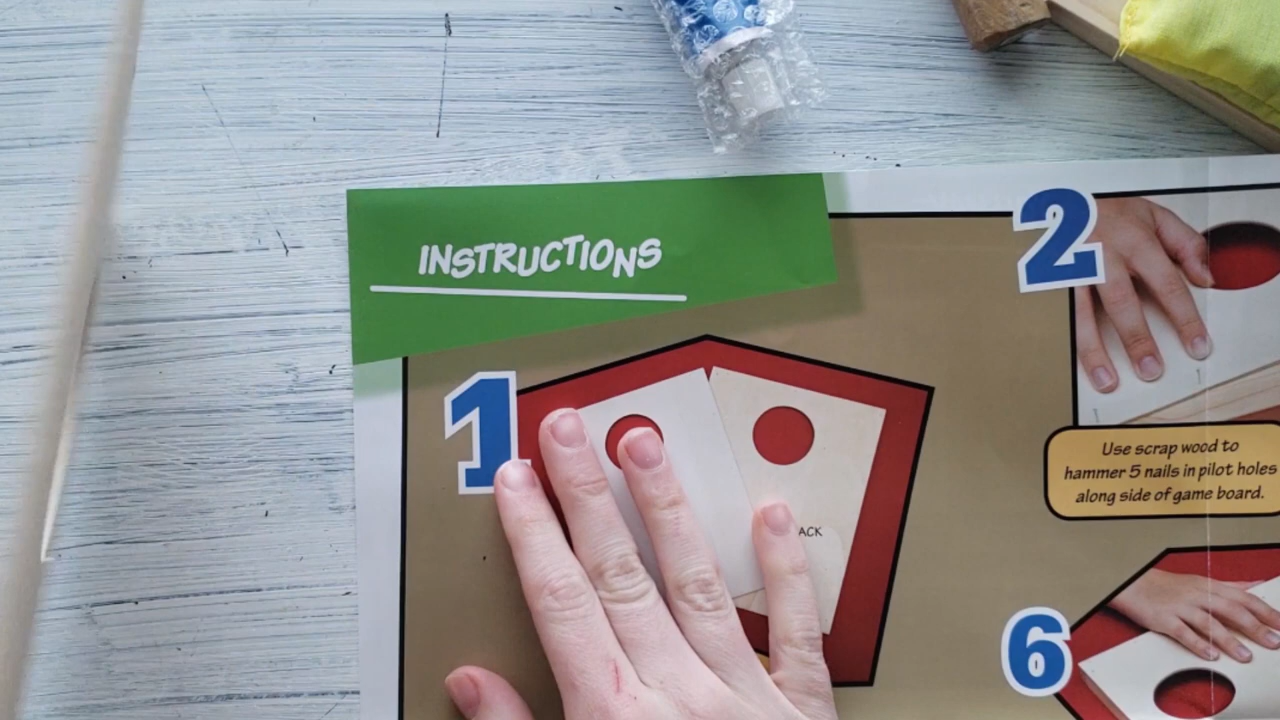 INSTRUCTIONS
1
ACK
2
Use scrap wood to
hammer 5 nails in pilot holes
along side of game board.
6